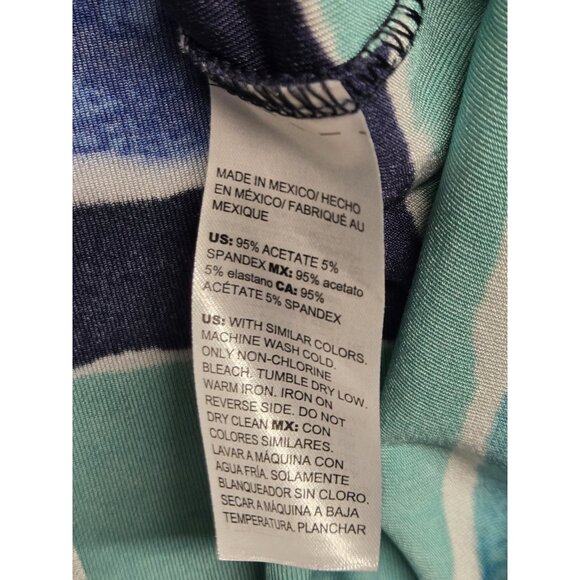 MADE IN MEXICO/ HECHO
EN MÉXICO/ FABRIQUÉ AU
MEXIQUE
US: 95% ACETATE 5%
SPANDEX MX: 95% acetato
5% elastano CA: 95%
ACÉTATE 5% SPANDEX
US: WITH SIMILAR COLORS.
MACHINE WASH COLD.
ONLY NON-CHLORINE
BLEACH. TUMBLE DRY LOW.
WARM IRON. IRON ON
REVERSE SIDE. DO NOT
DRY CLEAN MX: CON
COLORES SIMILARES.
LAVAR A MÁQUINA CON
AGUA FRÍA. SOLAMENTE
BLANQUEADOR SIN CLORO.
SECAR A MÁQUINA A BAJA
TEMPERATURA. PLANCHAR